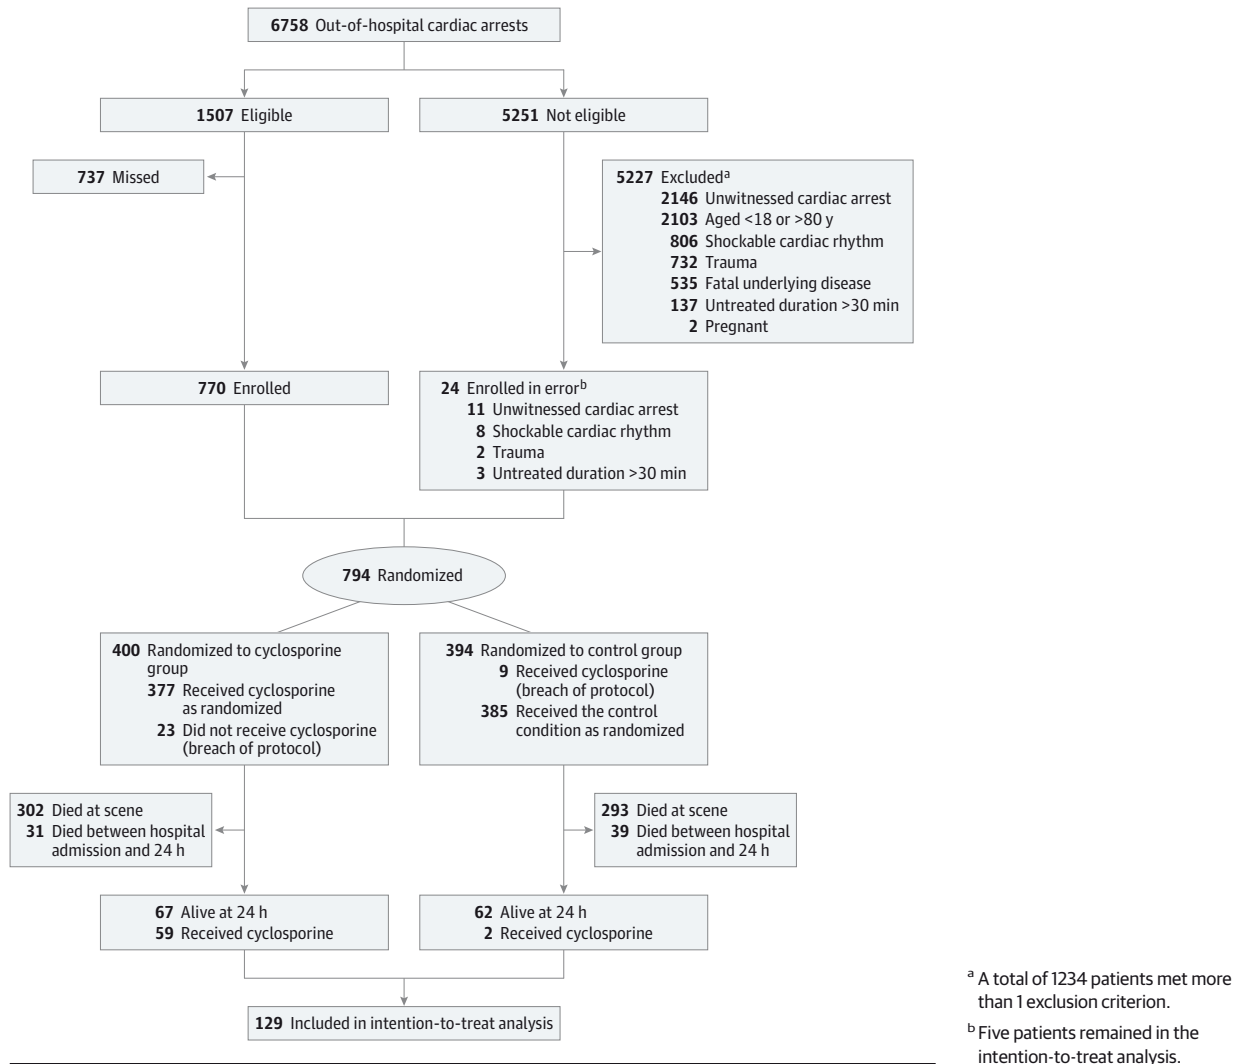 6758 Out-of-hospital cardiac arrests
1507 Eligible
5251 Not eligible
737 Missed
5227 Excludedᵃ
2146 Unwitnessed cardiac arrest
2103 Aged <18 or >80 y
806 Shockable cardiac rhythm
732 Trauma
535 Fatal underlying disease
137 Untreated duration >30 min
2 Pregnant
770 Enrolled
24 Enrolled in errorᵇ
11 Unwitnessed cardiac arrest
8 Shockable cardiac rhythm
2 Trauma
3 Untreated duration >30 min
794 Randomized
400 Randomized to cyclosporine
group
377 Received cyclosporine
as randomized
23 Did not receive cyclosporine
(breach of protocol)
394 Randomized to control group
9 Received cyclosporine
(breach of protocol)
385 Received the control
condition as randomized
302 Died at scene
31 Died between hospital
admission and 24 h
293 Died at scene
39 Died between hospital
admission and 24 h
67 Alive at 24 h
59 Received cyclosporine
62 Alive at 24 h
2 Received cyclosporine
129 Included in intention-to-treat analysis
ᵃ A total of 1234 patients met more
than 1 exclusion criterion.
ᵇ Five patients remained in the
intention-to-treat analysis.